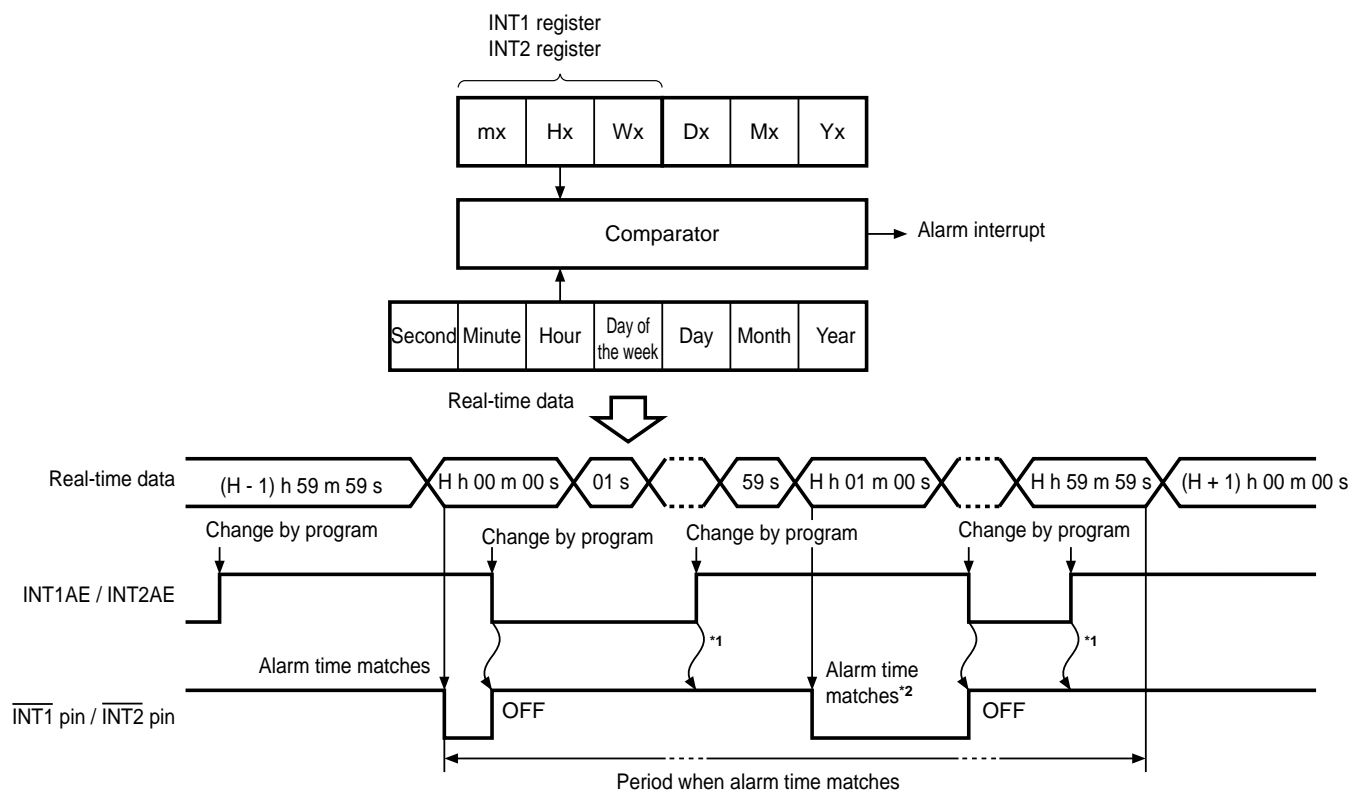 INT1 register
INT2 register
mx Hx Wx Dx Mx Yx
Comparator
Alarm interrupt
Second Minute Hour Day of the week Day Month Year
Real-time data
Real-time data
(H - 1) h 59 m 59 s
H h 00 m 00 s
01 s
59 s
H h 01 m 00 s
H h 59 m 59 s
(H + 1) h 00 m 00 s
Change by program
Change by program
Change by program
Change by program
INT1AE / INT2AE
*1
*1
Alarm time matches
Alarm time
matches*2
INT1 pin / INT2 pin
OFF
OFF
Period when alarm time matches